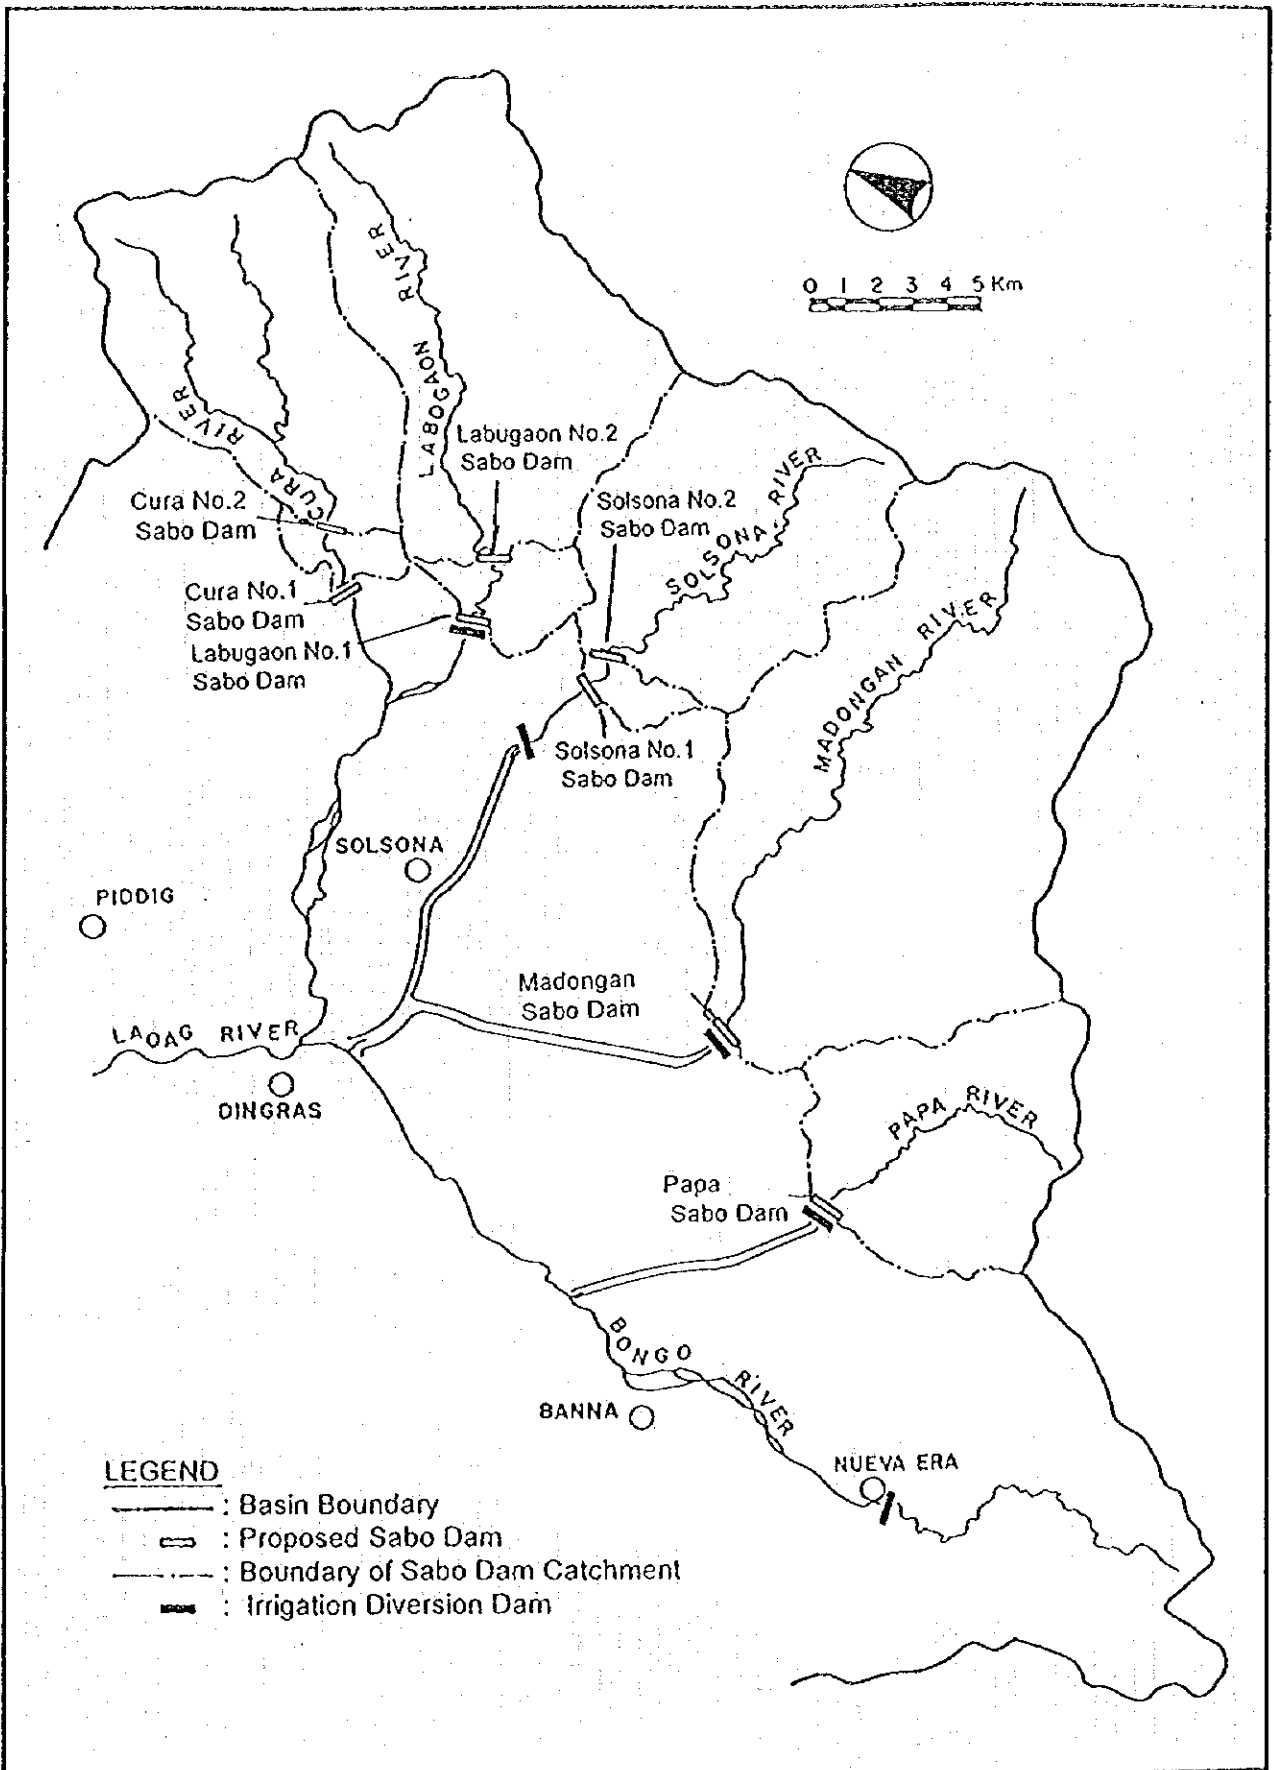 0 1 2 3 4 5 Km
RIVER
LABOGAON
RIVER
CURA
Labugaon No.2
Sabo Dam
Cura No.2
Sabo Dam
Solsona No.2
Sabo Dam
SOLSONA RIVER
Cura No.1
Sabo Dam
Labugaon No.1
Sabo Dam
MADONGAN RIVER
Solsona No.1
Sabo Dam
SOLSONA
PIDDIG
Madongan
Sabo Dam
LAOAG RIVER
DINGRAS
PAPA RIVER
Papa
Sabo Dam
BONGO RIVER
BANNA
NUEVA ERA
LEGEND
: Basin Boundary
: Proposed Sabo Dam
: Boundary of Sabo Dam Catchment
: Irrigation Diversion Dam